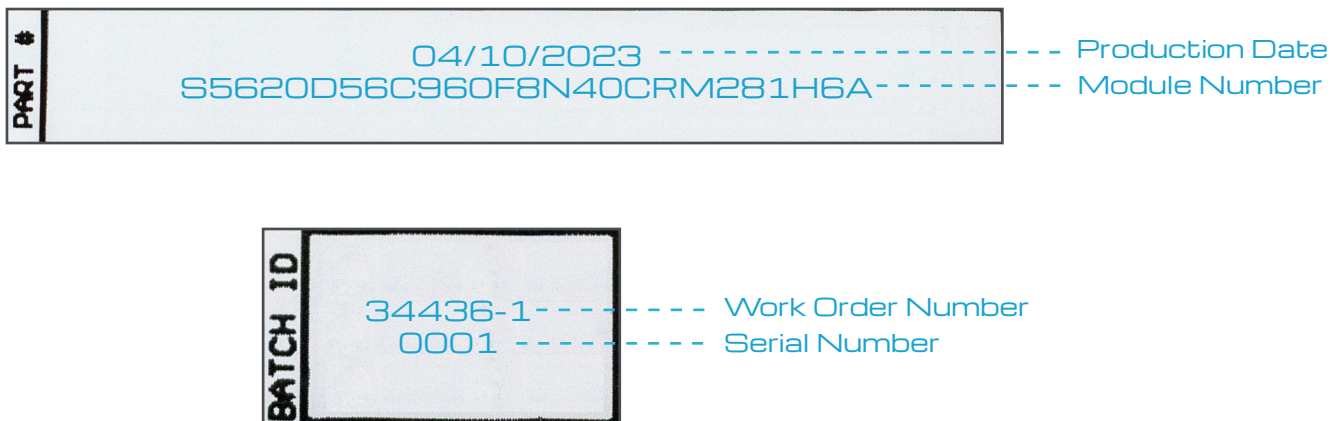 PART #
04/10/2023
Production Date
S5620D56C960F8N40CRM281H6A
Module Number
BATCH ID
34436-1
Work Order Number
0001
Serial Number